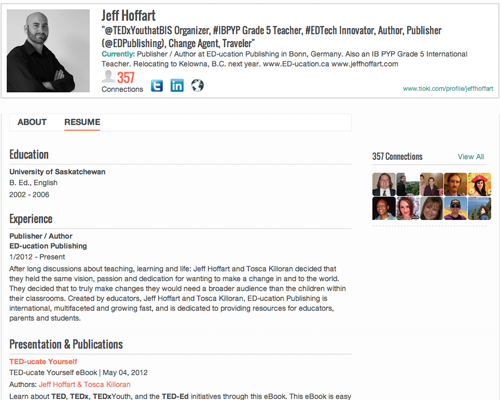 Jeff Hoffart
"@TEDxYouthatBIS Organizer, #IBPYP Grade 5 Teacher, #EDTech Innovator, Author, Publisher
(@EDPublishing), Change Agent, Traveler"
Currently: Publisher / Author at ED-ucation Publishing in Bonn, Germany. Also an IB PYP Grade 5 International
Teacher. Relocating to Kelowna, B.C. next year. www.ED-ucation.ca www.jeffhoffart.com
357
Connections
www.tioki.com/profile/jeffhoffart
ABOUT RESUME
Education
University of Saskatchewan
B. Ed., English
2002 - 2006
Experience
Publisher / Author
ED-ucation Publishing
1/2012 - Present
After long discussions about teaching, learning and life: Jeff Hoffart and Tosca Killoran decided that
they held the same vision, passion and dedication for wanting to make a change in and to the world.
They decided that to truly make changes they would need a broader audience than the children within
their classrooms. Created by educators, Jeff Hoffart and Tosca Killoran, ED-ucation Publishing is
international, multifaceted and growing fast, and is dedicated to providing resources for educators,
parents and students.
Presentation & Publications
TED-ucate Yourself
TED-ucate Yourself eBook | May 04, 2012
Authors: Jeff Hoffart & Tosca Killoran
Learn about TED, TEDx, TEDxYouth, and the TED-Ed initiatives through this eBook. This eBook is easy
357 Connections View All